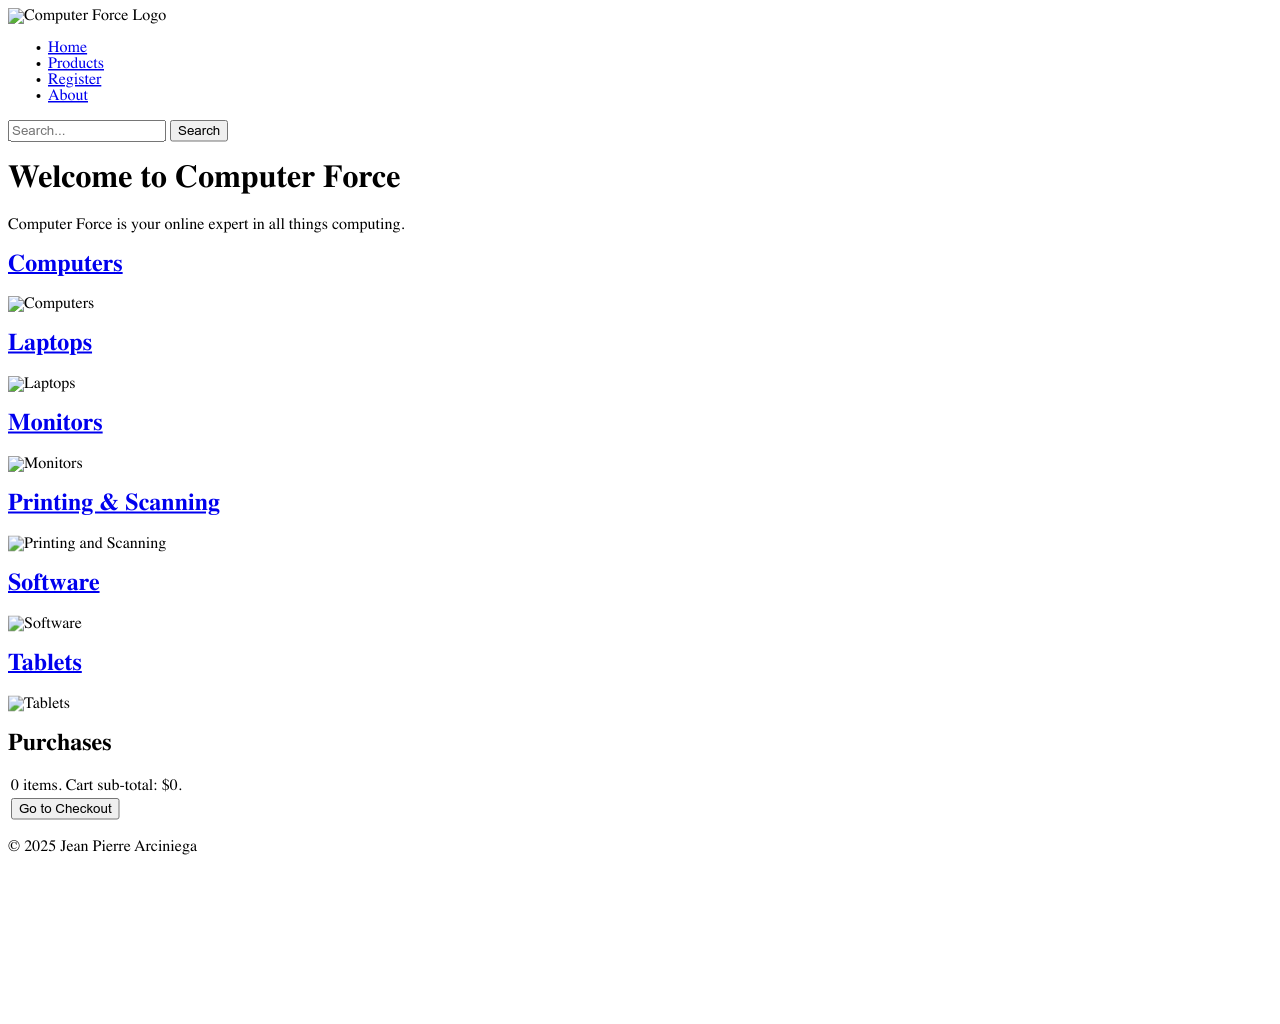 Computer Force Logo
Home
Products
Register
About
Search... Search
Welcome to Computer Force
Computer Force is your online expert in all things computing.
Computers
Computers
Laptops
Laptops
Monitors
Monitors
Printing & Scanning
Printing and Scanning
Software
Software
Tablets
Tablets
Purchases
0 items. Cart sub-total: $0.
Go to Checkout
© 2025 Jean Pierre Arciniega